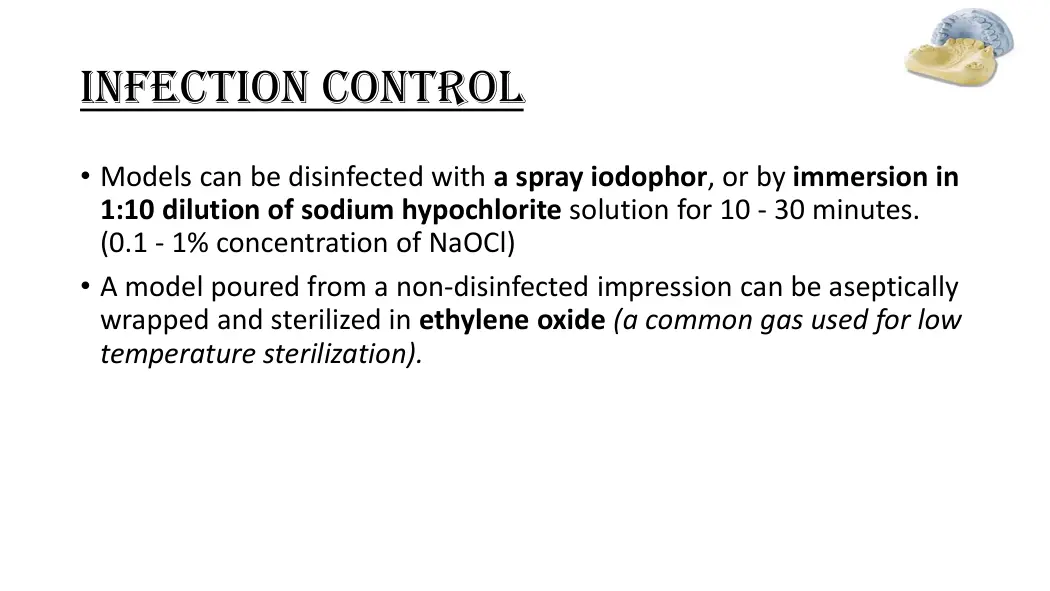 INFECTION CONTROL
• Models can be disinfected with a spray iodophor, or by immersion in
1:10 dilution of sodium hypochlorite solution for 10 - 30 minutes.
(0.1 - 1% concentration of NaOCl)
• A model poured from a non-disinfected impression can be aseptically
wrapped and sterilized in ethylene oxide (a common gas used for low
temperature sterilization).